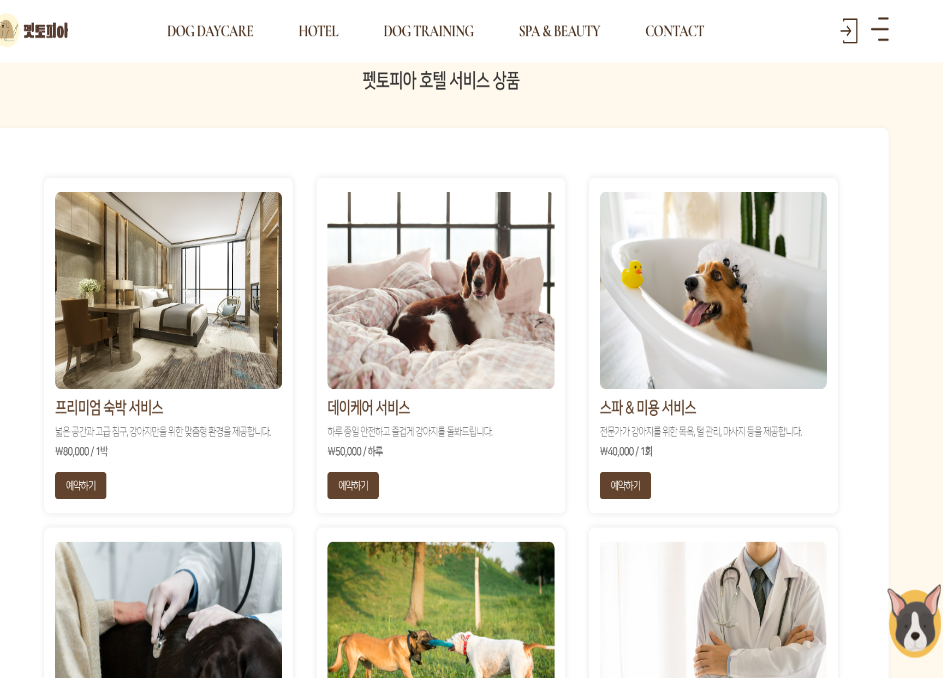 펫토피아
DOG DAYCARE
HOTEL
DOG TRAINING
SPA & BEAUTY
CONTACT
펫토피아 호텔 서비스 상품
프리미엄 숙박 서비스
넓은 공간과 고급 침구, 강아지만을 위한 맞춤형 환경을 제공합니다.
₩80,000 / 1박
예약하기
데이케어 서비스
하루 종일 안전하고 즐겁게 강아지를 돌봐드립니다.
₩50,000 / 하루
예약하기
스파 & 미용 서비스
전문가가 강아지를 위한 목욕, 털 관리, 마사지 등을 제공합니다.
₩40,000 / 1회
예약하기